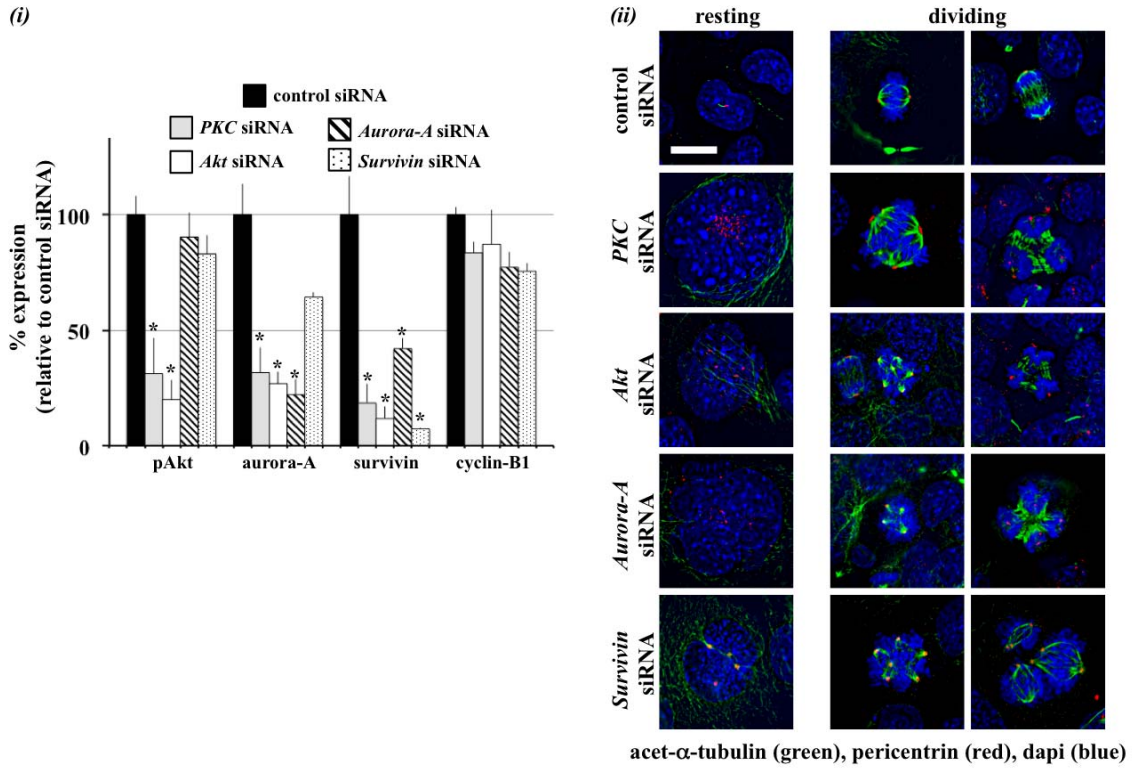 (i)
control siRNA
PKC siRNA
Aurora-A siRNA
Akt siRNA
Survivin siRNA
% expression
(relative to control siRNA)
100
50
0
*
*
*
*
*
*
*
*
*
pAkt
aurora-A
survivin
cyclin-B1
(ii)
resting
dividing
control
siRNA
PKC
siRNA
Akt
siRNA
Aurora-A
siRNA
Survivin
siRNA
acet-α-tubulin (green), pericentrin (red), dapi (blue)